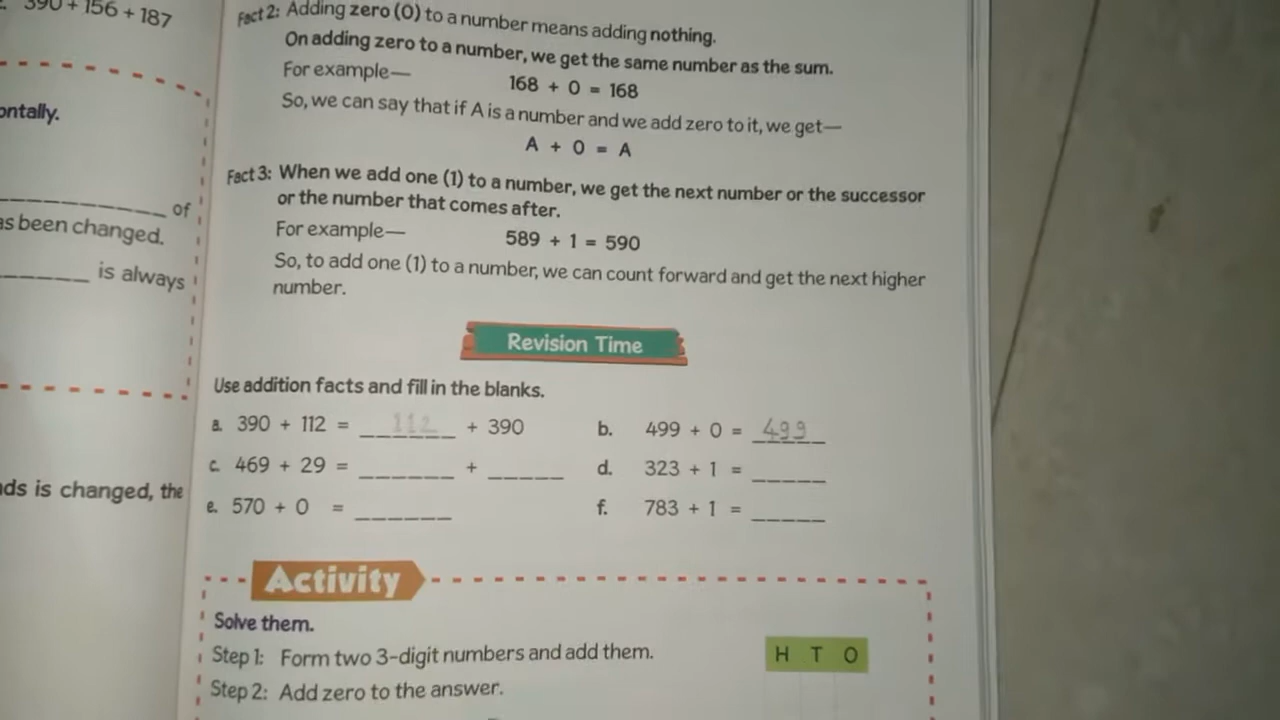 390 + 156 + 187
ontally.
of
as been changed.
is always
ds is changed, the
Fact 2: Adding zero (0) to a number means adding nothing.
On adding zero to a number, we get the same number as the sum.
For example—
168 + 0 = 168
So, we can say that if A is a number and we add zero to it, we get—
A + 0 = A
Fact 3: When we add one (1) to a number, we get the next number or the successor
or the number that comes after.
For example—
589 + 1 = 590
So, to add one (1) to a number, we can count forward and get the next higher
number.
Revision Time
Use addition facts and fill in the blanks.
a. 390 + 112 = 112 + 390 b. 499 + 0 = 499
c. 469 + 29 = ______ + ______ d. 323 + 1 = ______
e. 570 + 0 = ______ f. 783 + 1 = ______
Activity
Solve them.
Step 1: Form two 3-digit numbers and add them.
H T O
Step 2: Add zero to the answer.